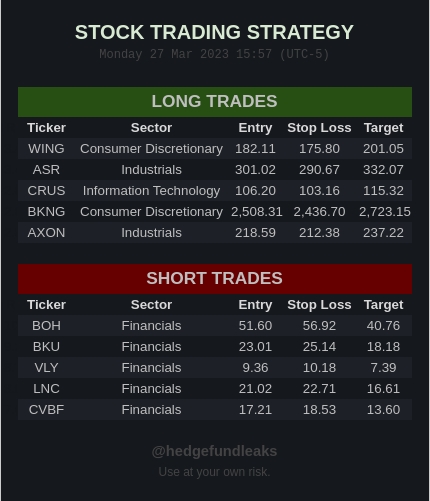 STOCK TRADING STRATEGY
Monday 27 Mar 2023 15:57 (UTC-5)
LONG TRADES
Ticker Sector Entry Stop Loss Target
WING Consumer Discretionary 182.11 175.80 201.05
ASR Industrials 301.02 290.67 332.07
CRUS Information Technology 106.20 103.16 115.32
BKNG Consumer Discretionary 2,508.31 2,436.70 2,723.15
AXON Industrials 218.59 212.38 237.22
SHORT TRADES
Ticker Sector Entry Stop Loss Target
BOH Financials 51.60 56.92 40.76
BKU Financials 23.01 25.14 18.18
VLY Financials 9.36 10.18 7.39
LNC Financials 21.02 22.71 16.61
CVBF Financials 17.21 18.53 13.60
@hedgefundleaks
Use at your own risk.